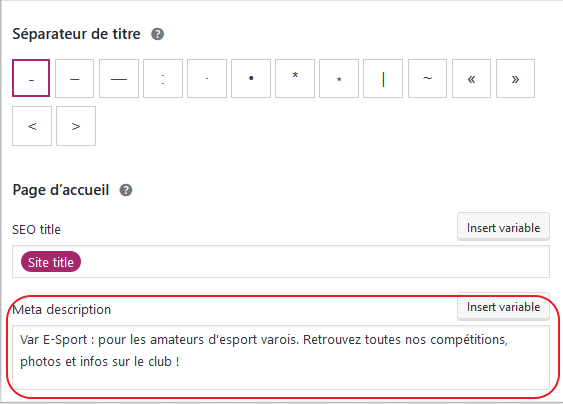 Séparateur de titre ?
- – — : · • * ⋆ | ~ « »
< >
Page d’accueil ?
SEO title Insert variable
Site title
Meta description Insert variable
Var E-Sport : pour les amateurs d'esport varois. Retrouvez toutes nos compétitions,
photos et infos sur le club !